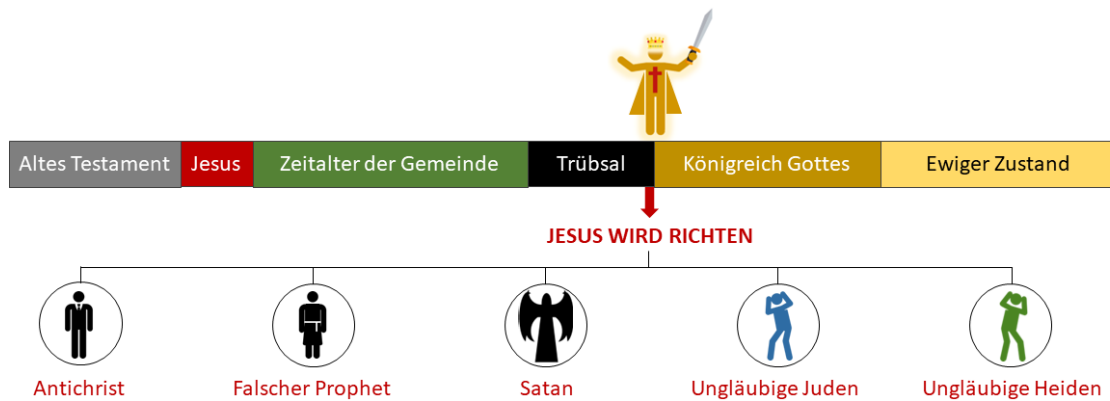 Altes Testament
Jesus
Zeitalter der Gemeinde
Trübsal
Königreich Gottes
Ewiger Zustand
JESUS WIRD RICHTEN
Antichrist
Falscher Prophet
Satan
Ungläubige Juden
Ungläubige Heiden